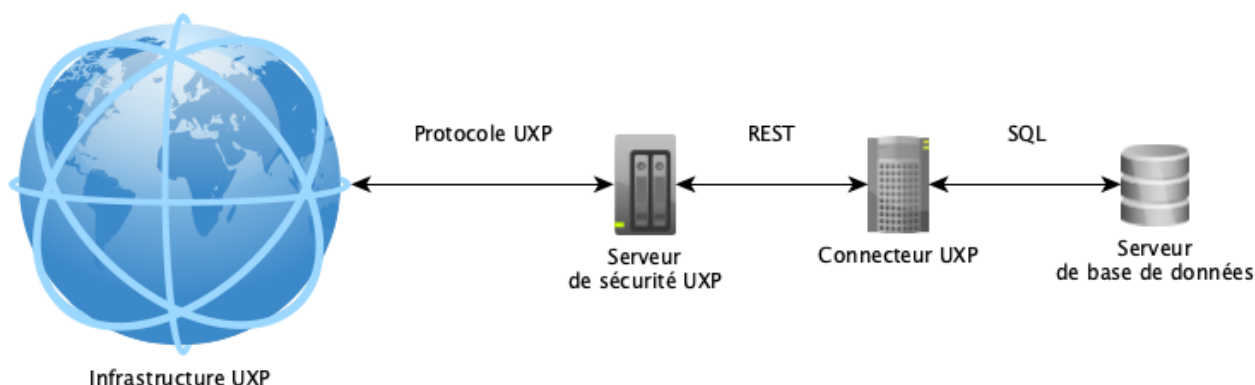 Protocole UXP
REST
SQL
Serveur
de sécurité UXP
Connecteur UXP
Serveur
de base de données
Infrastructure UXP